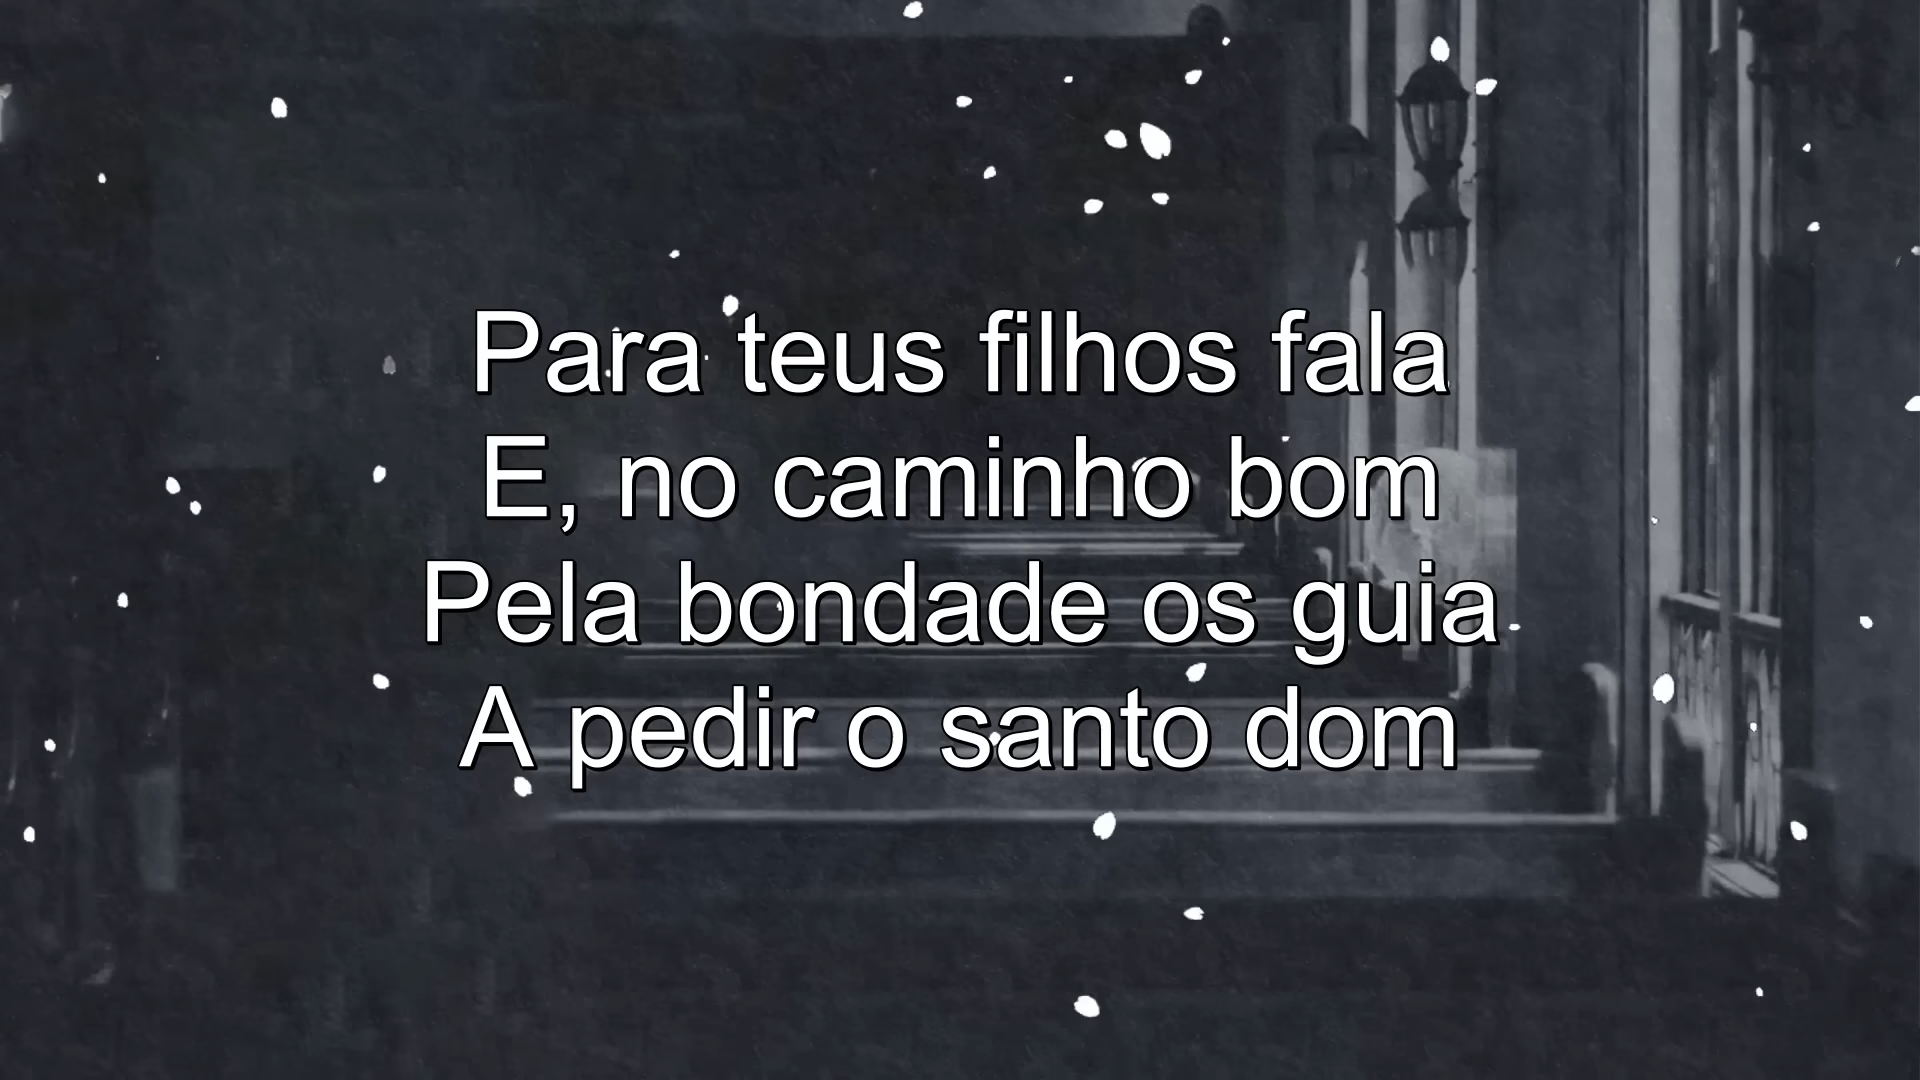 Para teus filhos fala
E, no caminho bom
Pela bondade os guia
A pedir o santo dom